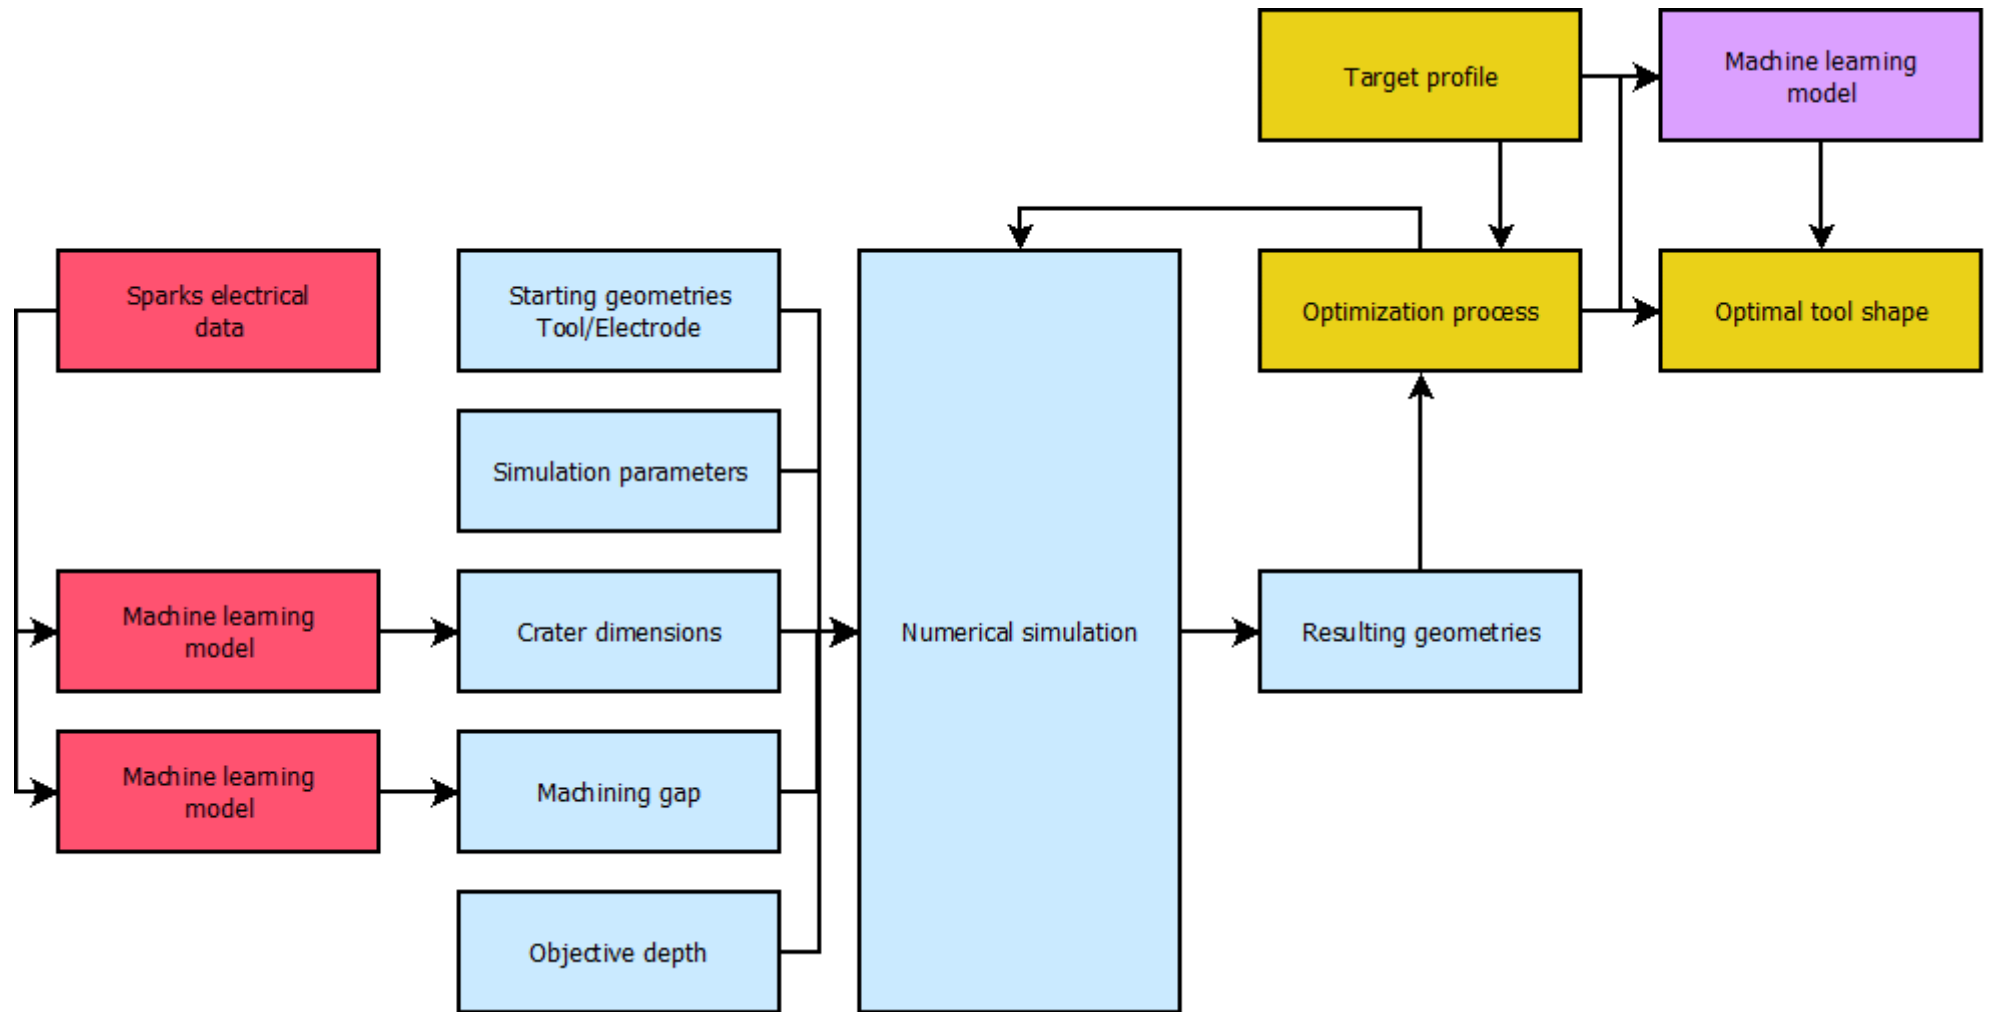 Target profile
Machine learning
model
Sparks electrical
data
Starting geometries
Tool/Electrode
Optimization process
Optimal tool shape
Simulation parameters
Machine learning
model
Crater dimensions
Numerical simulation
Resulting geometries
Machine learning
model
Machining gap
Objective depth